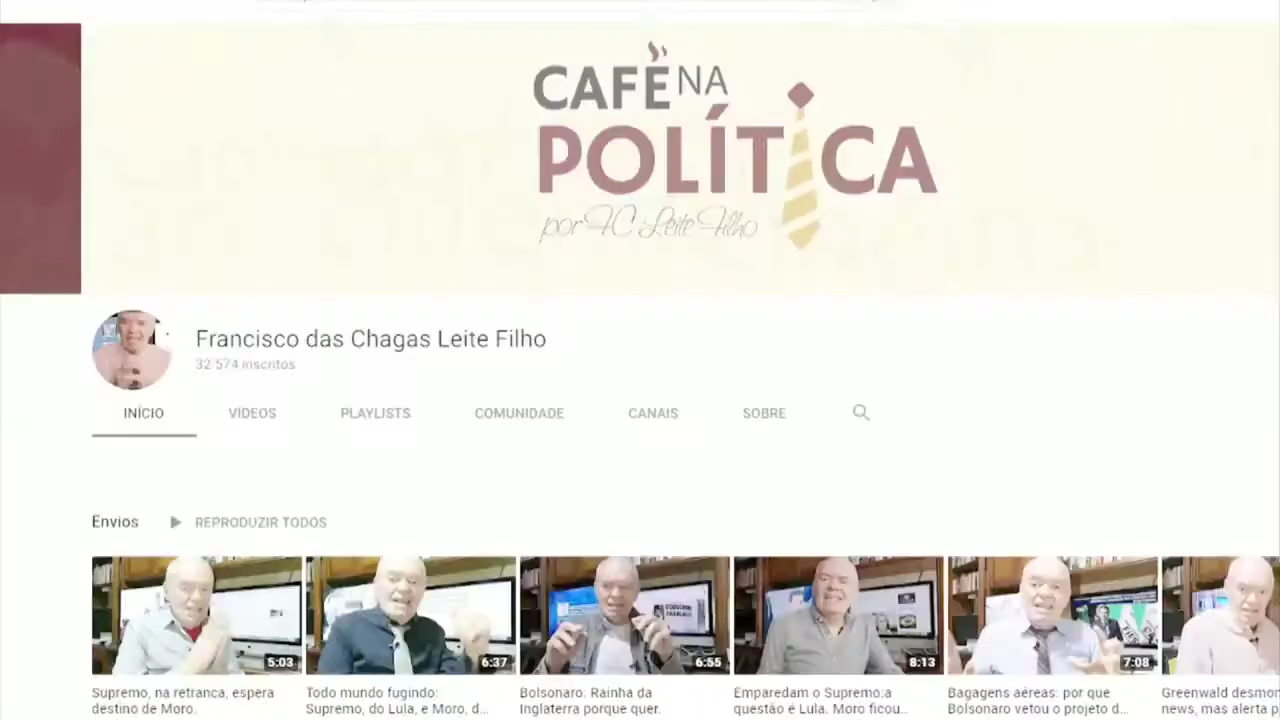 CAFÉ NA
POLÍTICA
por FC Leite Filho
Francisco das Chagas Leite Filho
32 574 inscritos
INÍCIO VÍDEOS PLAYLISTS COMUNIDADE CANAIS SOBRE
Envios REPRODUZIR TODOS
5:03 6:37 6:55 8:13 7:08
Supremo, na retranca, espera
destino de Moro.
Todo mundo fugindo:
Supremo, do Lula, e Moro, d...
Bolsonaro: Rainha da
Inglaterra porque quer.
Emparedam o Supremo:a
questão é Lula. Moro ficou...
Bagagens aéreas: por que
Bolsonaro vetou o projeto d...
Greenwald desmon
news, mas alerta p